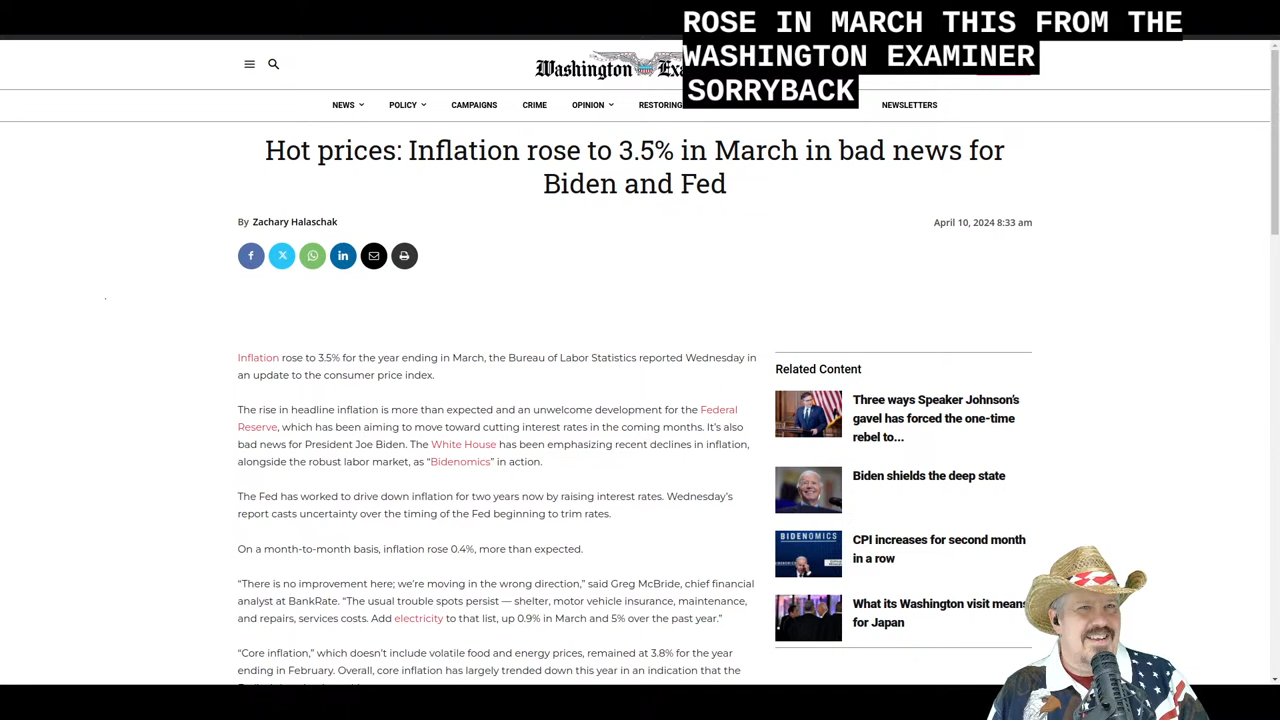 ROSE IN MARCH THIS FROM THE
WASHINGTON EXAMINER
SORRYBACK
Washington Exa
NEWS
POLICY
CAMPAIGNS
CRIME
OPINION
RESTORING
NEWSLETTERS
Hot prices: Inflation rose to 3.5% in March in bad news for
Biden and Fed
By Zachary Halaschak
April 10, 2024 8:33 am
Inflation rose to 3.5% for the year ending in March, the Bureau of Labor Statistics reported Wednesday in
an update to the consumer price index.
The rise in headline inflation is more than expected and an unwelcome development for the Federal
Reserve, which has been aiming to move toward cutting interest rates in the coming months. It’s also
bad news for President Joe Biden. The White House has been emphasizing recent declines in inflation,
alongside the robust labor market, as “Bidenomics” in action.
The Fed has worked to drive down inflation for two years now by raising interest rates. Wednesday’s
report casts uncertainty over the timing of the Fed beginning to trim rates.
On a month-to-month basis, inflation rose 0.4%, more than expected.
“There is no improvement here; we’re moving in the wrong direction,” said Greg McBride, chief financial
analyst at BankRate. “The usual trouble spots persist — shelter, motor vehicle insurance, maintenance,
and repairs, services costs. Add electricity to that list, up 0.9% in March and 5% over the past year.”
“Core inflation,” which doesn’t include volatile food and energy prices, remained at 3.8% for the year
ending in February. Overall, core inflation has largely trended down this year in an indication that the
Related Content
Three ways Speaker Johnson’s
gavel has forced the one-time
rebel to...
Biden shields the deep state
BIDENOMICS
CPI increases for second month
in a row
What its Washington visit means
for Japan